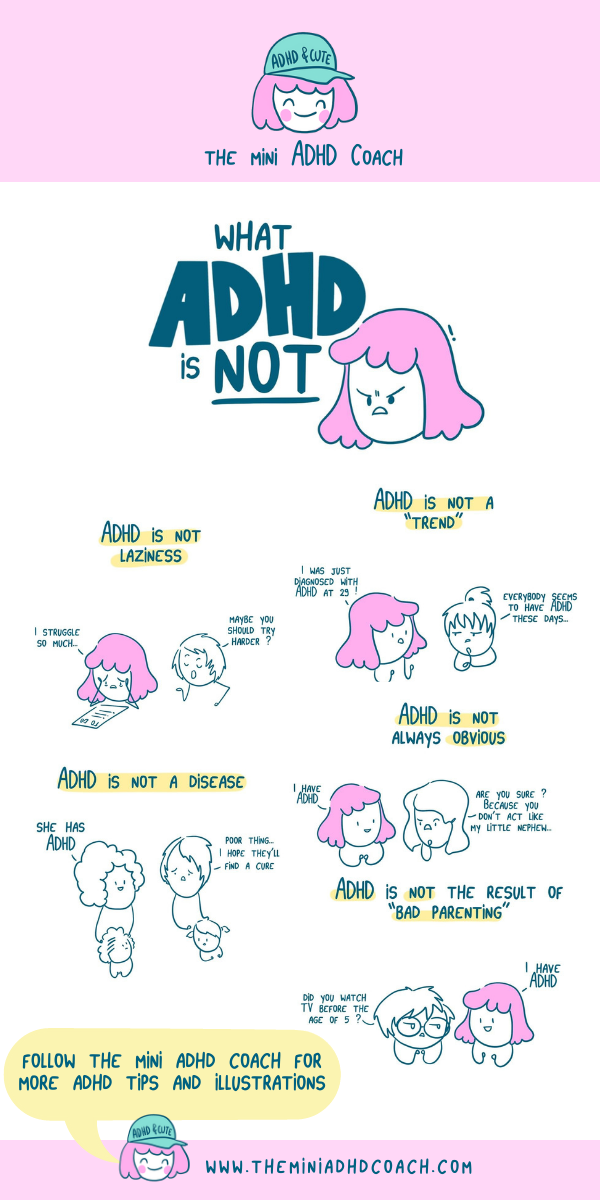 ADHD & CUTE
THE MiNi ADHD COACH
WHAT
ADHD
iS NOT
ADHD iS NOT
LAZiNESS
I STRUGGLE
SO MUCH...
MAYBE YOU
SHOULD TRY
HARDER ?
ADHD iS NOT A
"TREND"
I WAS JUST
DiAGNOSED WiTH
ADHD AT 29 !
EVERYBODY SEEMS
TO HAVE ADHD
THESE DAYS...
ADHD iS NOT A DiSEASE
SHE HAS
ADHD
POOR THiNG...
I HOPE THEY'LL
FiND A CURE
ADHD iS NOT
ALWAYS OBViOUS
I HAVE
ADHD
ARE YOU SURE ?
BECAUSE YOU
DON'T ACT LiKE
MY LiTTLE NEPHEW...
ADHD iS NOT THE RESULT OF
"BAD PARENTiNG"
DiD YOU WATCH
TV BEFORE THE
AGE OF 5 ?
I HAVE
ADHD
FOLLOW THE MiNi ADHD COACH FOR
MORE ADHD TiPS AND iLLUSTRATiONS
ADHD & CUTE
WWW.THEMiNiADHDCOACH.COM